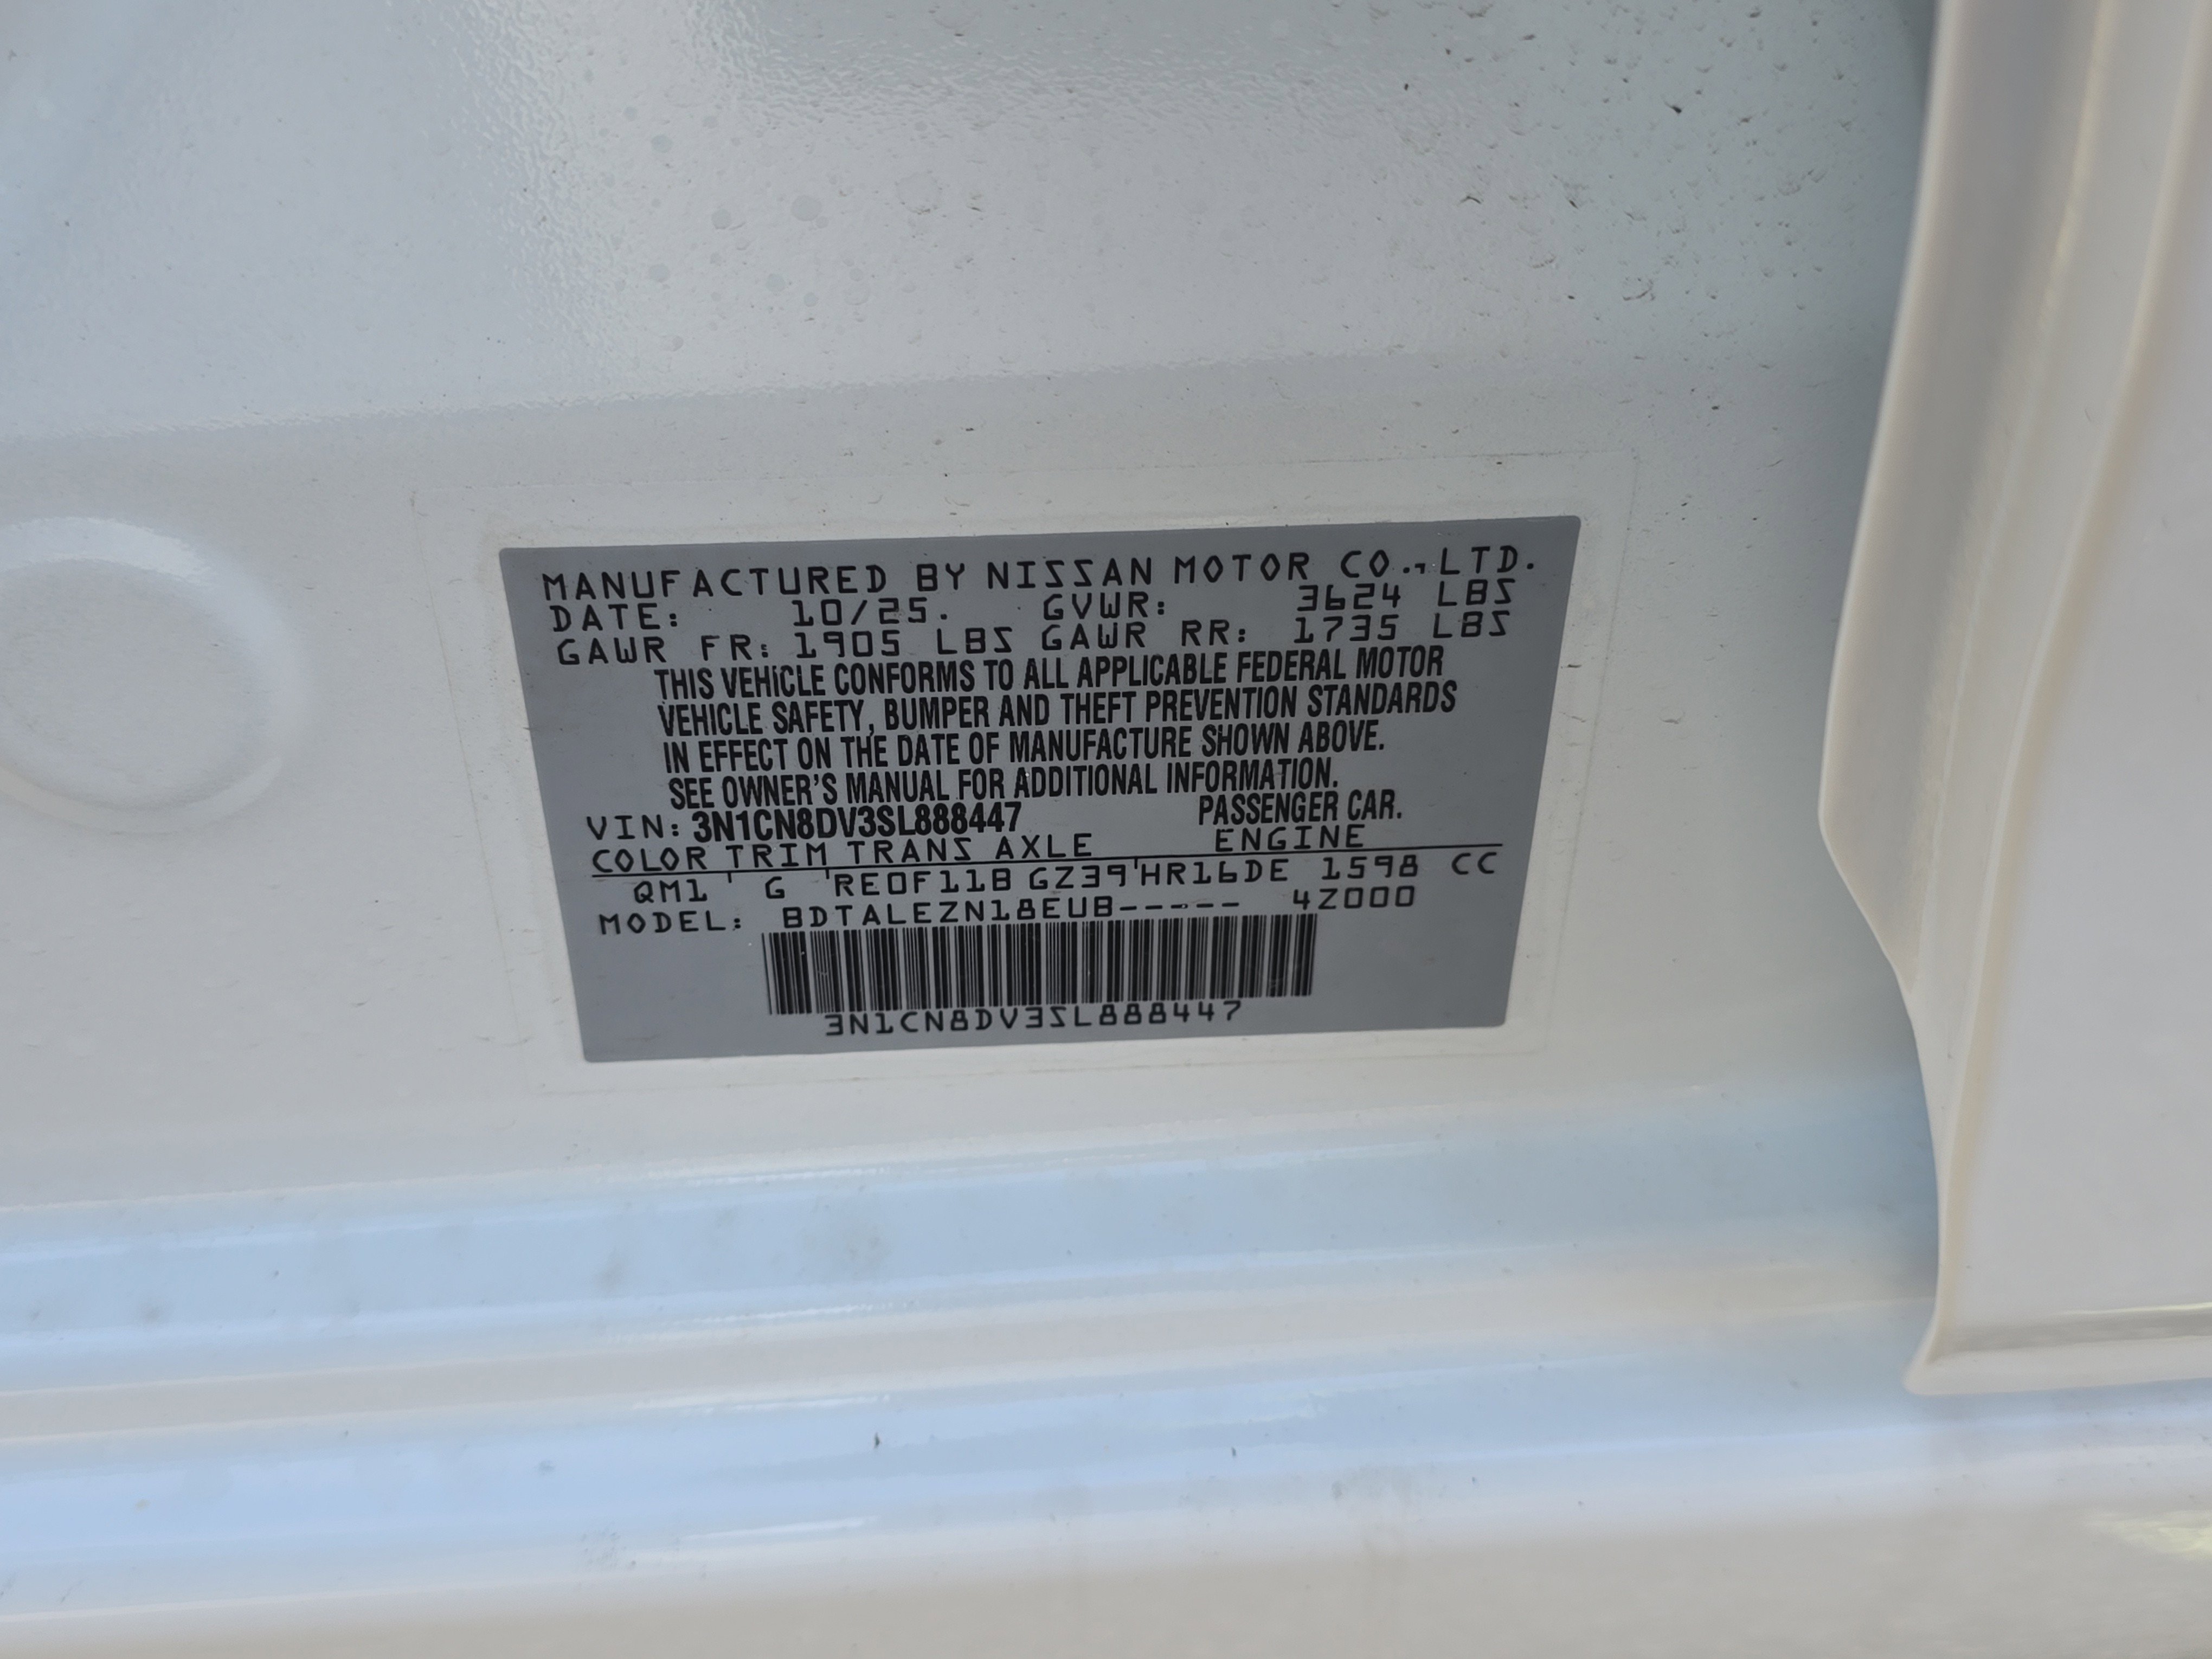 MANUFACTURED BY NISSAN MOTOR CO., LTD.
DATE: 10/25. GVWR: 3624 LBS
GAWR FR: 1905 LBS GAWR RR: 1735 LBS
THIS VEHICLE CONFORMS TO ALL APPLICABLE FEDERAL MOTOR
VEHICLE SAFETY, BUMPER AND THEFT PREVENTION STANDARDS
IN EFFECT ON THE DATE OF MANUFACTURE SHOWN ABOVE.
SEE OWNER'S MANUAL FOR ADDITIONAL INFORMATION.
VIN: 3N1CN8DV3SL888447 PASSENGER CAR.
COLOR TRIM TRANS AXLE ENGINE
QM1 G RE0F11B GZ39 HR16DE 1598 CC
MODEL: BDTALEZN18EUB----- 4Z000
3N1CN8DV3SL888447